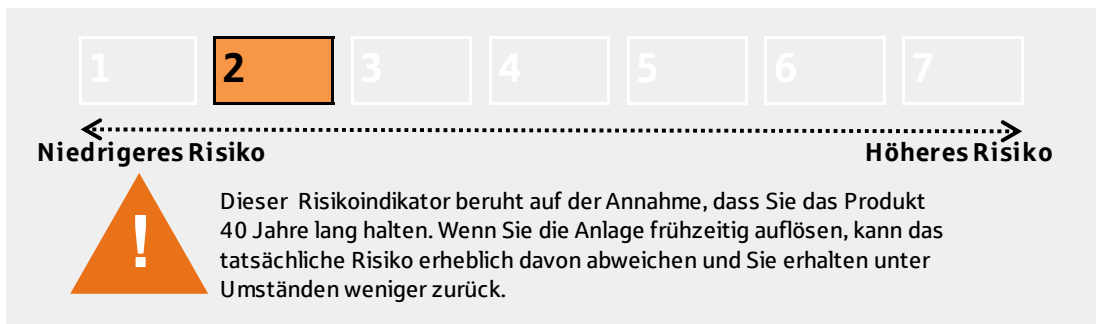 1 2 3 4 5 6 7
Niedrigeres Risiko Höheres Risiko
! Dieser Risikoindikator beruht auf der Annahme, dass Sie das Produkt
40 Jahre lang halten. Wenn Sie die Anlage frühzeitig auflösen, kann das
tatsächliche Risiko erheblich davon abweichen und Sie erhalten unter
Umständen weniger zurück.